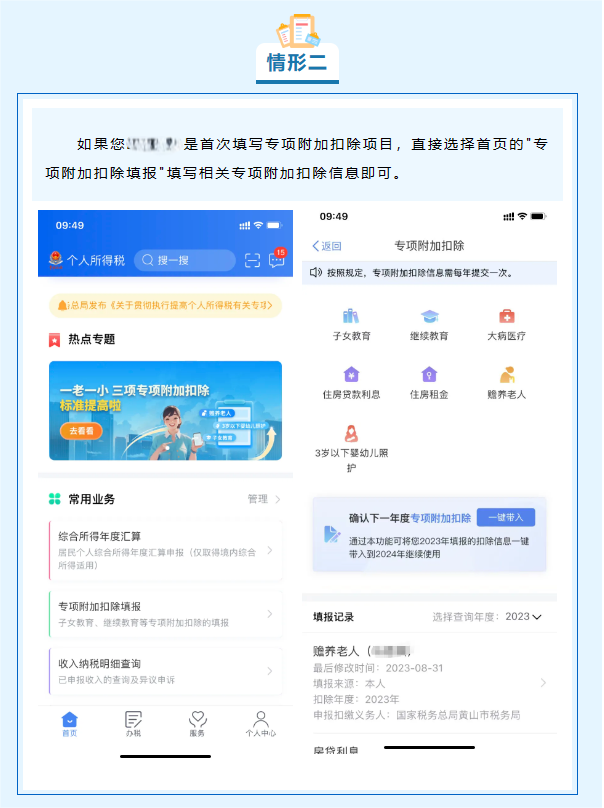 情形二
如果您 是首次填写专项附加扣除项目，直接选择首页的"专
项附加扣除填报"填写相关专项附加扣除信息即可。
09:49
个人所得税
搜一搜
15
总局发布《关于贯彻执行提高个人所得税有关专项
热点专题
一老一小 三项专项附加扣除
标准提高啦
去看看
赡养老人
3岁以下婴幼儿照护
子女教育
常用业务
管理
综合所得年度汇算
居民个人综合所得年度汇算申报（仅取得境内综合
所得适用）
专项附加扣除填报
子女教育、继续教育等专项附加扣除的填报
收入纳税明细查询
已申报收入的查询及异议申诉
首页 办税 服务 个人中心
09:49
返回
专项附加扣除
按照规定，专项附加扣除信息需每年提交一次。
子女教育 继续教育 大病医疗
住房贷款利息 住房租金 赡养老人
3岁以下婴幼儿照
护
确认下一年度专项附加扣除
一键带入
通过本功能可将您2023年填报的扣除信息一键
带入到2024年继续使用
填报记录
选择查询年度：2023
赡养老人（
最后修改时间：2023-08-31
填报来源：本人
扣除年度：2023年
申报扣缴义务人：国家税务总局黄山市税务局
房贷利息